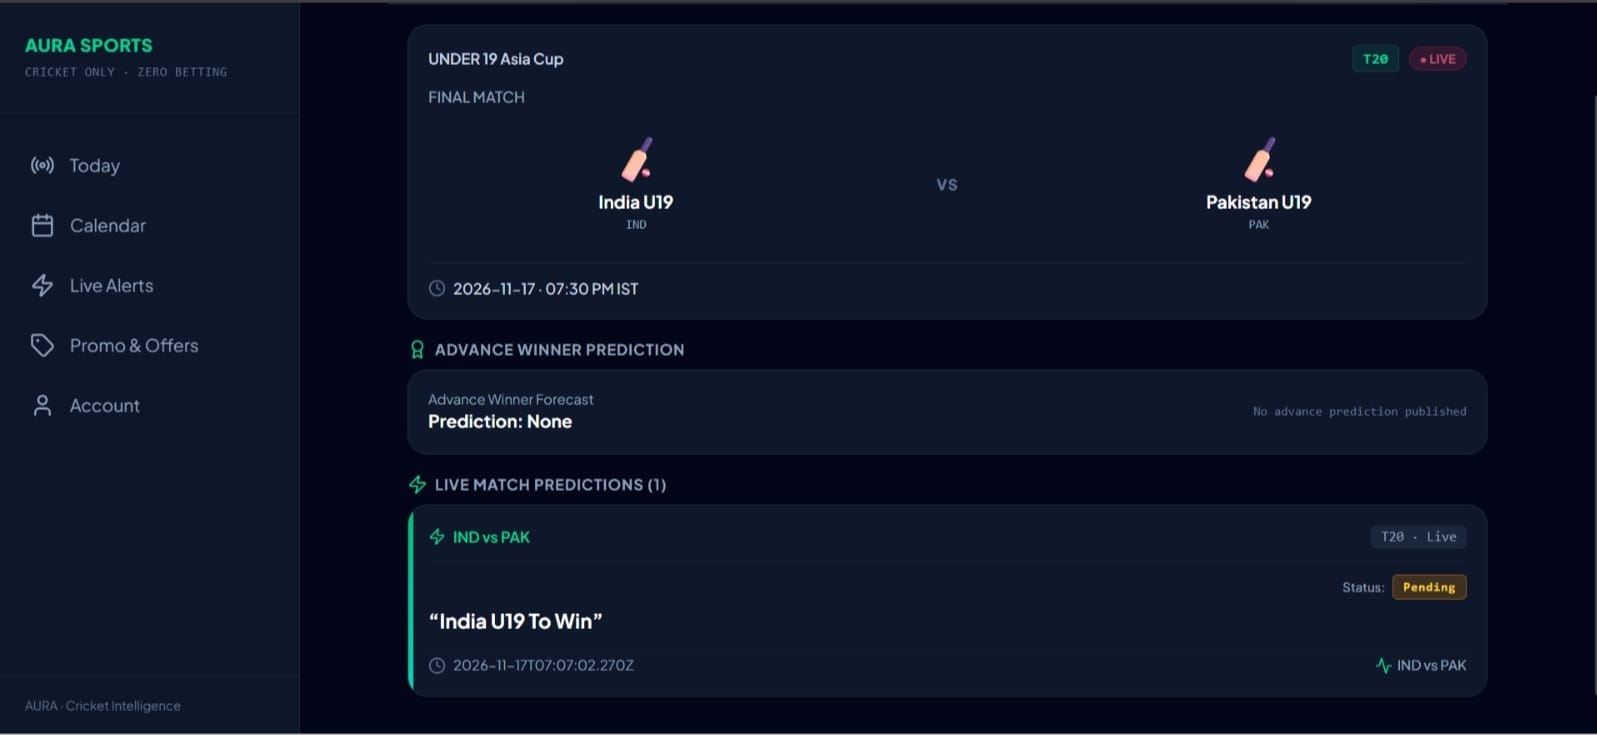 AURA SPORTS
CRICKET ONLY · ZERO BETTING
Today
Calendar
Live Alerts
Promo & Offers
Account
AURA · Cricket Intelligence
UNDER 19 Asia Cup
T20
• LIVE
FINAL MATCH
India U19
IND
VS
Pakistan U19
PAK
2026-11-17 · 07:30 PM IST
ADVANCE WINNER PREDICTION
Advance Winner Forecast
Prediction: None
No advance prediction published
LIVE MATCH PREDICTIONS (1)
IND vs PAK
T20 · Live
Status: Pending
“India U19 To Win”
2026-11-17T07:07:02.270Z
IND vs PAK